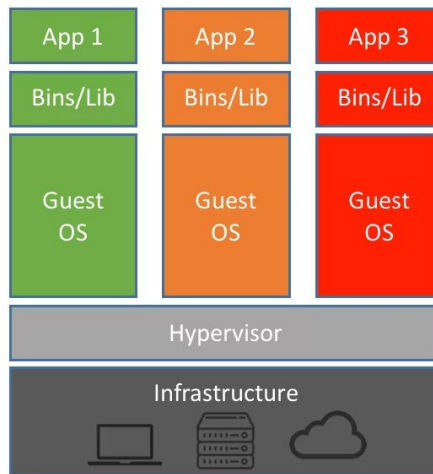 App 1
App 2
App 3
Bins/Lib
Bins/Lib
Bins/Lib
Guest
OS
Guest
OS
Guest
OS
Hypervisor
Infrastructure